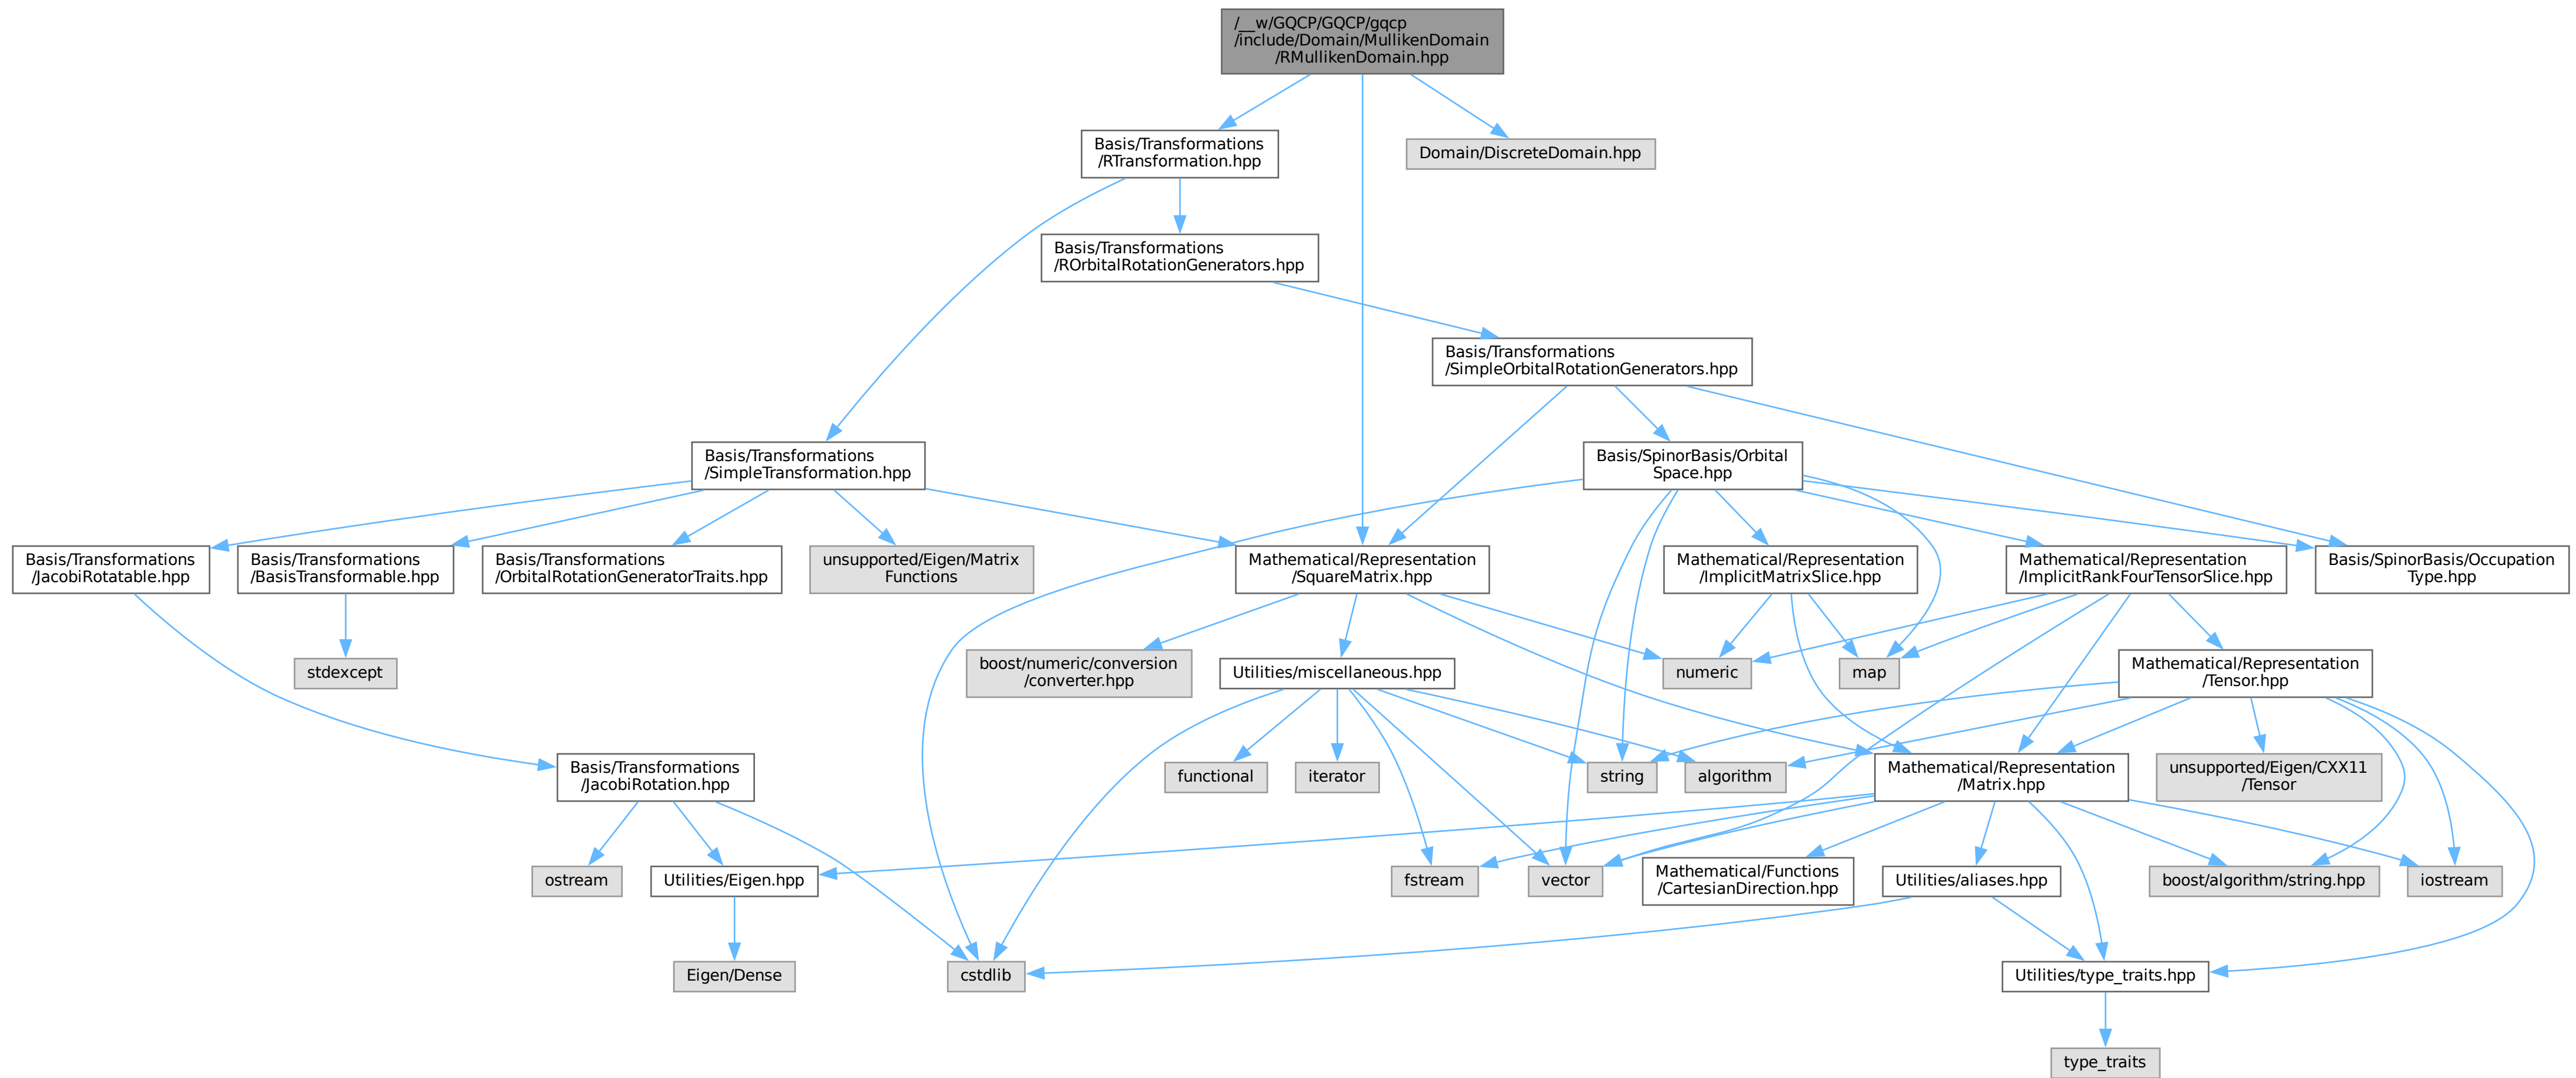 /__w/GQCP/GQCP/gqcp
/include/Domain/MullikenDomain
/RMullikenDomain.hpp
Basis/Transformations
/RTransformation.hpp
Domain/DiscreteDomain.hpp
Basis/Transformations
/ROrbitalRotationGenerators.hpp
Basis/Transformations
/SimpleOrbitalRotationGenerators.hpp
Basis/Transformations
/SimpleTransformation.hpp
Basis/SpinorBasis/Orbital
Space.hpp
Basis/Transformations
/JacobiRotatable.hpp
Basis/Transformations
/BasisTransformable.hpp
Basis/Transformations
/OrbitalRotationGeneratorTraits.hpp
unsupported/Eigen/Matrix
Functions
Mathematical/Representation
/SquareMatrix.hpp
Mathematical/Representation
/ImplicitMatrixSlice.hpp
Mathematical/Representation
/ImplicitRankFourTensorSlice.hpp
Basis/SpinorBasis/Occupation
Type.hpp
stdexcept
boost/numeric/conversion
/converter.hpp
Utilities/miscellaneous.hpp
numeric
map
Mathematical/Representation
/Tensor.hpp
Basis/Transformations
/JacobiRotation.hpp
functional
iterator
string
algorithm
Mathematical/Representation
/Matrix.hpp
unsupported/Eigen/CXX11
/Tensor
ostream
Utilities/Eigen.hpp
fstream
vector
Mathematical/Functions
/CartesianDirection.hpp
Utilities/aliases.hpp
boost/algorithm/string.hpp
iostream
Eigen/Dense
cstdlib
Utilities/type_traits.hpp
type_traits